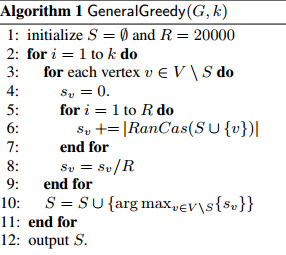 Algorithm 1 GeneralGreedy(G, k)
1: initialize S = ∅ and R = 20000
2: for i = 1 to k do
3: for each vertex v ∈ V \ S do
4: s_v = 0.
5: for i = 1 to R do
6: s_v += |RanCas(S ∪ {v})|
7: end for
8: s_v = s_v/R
9: end for
10: S = S ∪ {arg max_{v∈V\S}{s_v}}
11: end for
12: output S.